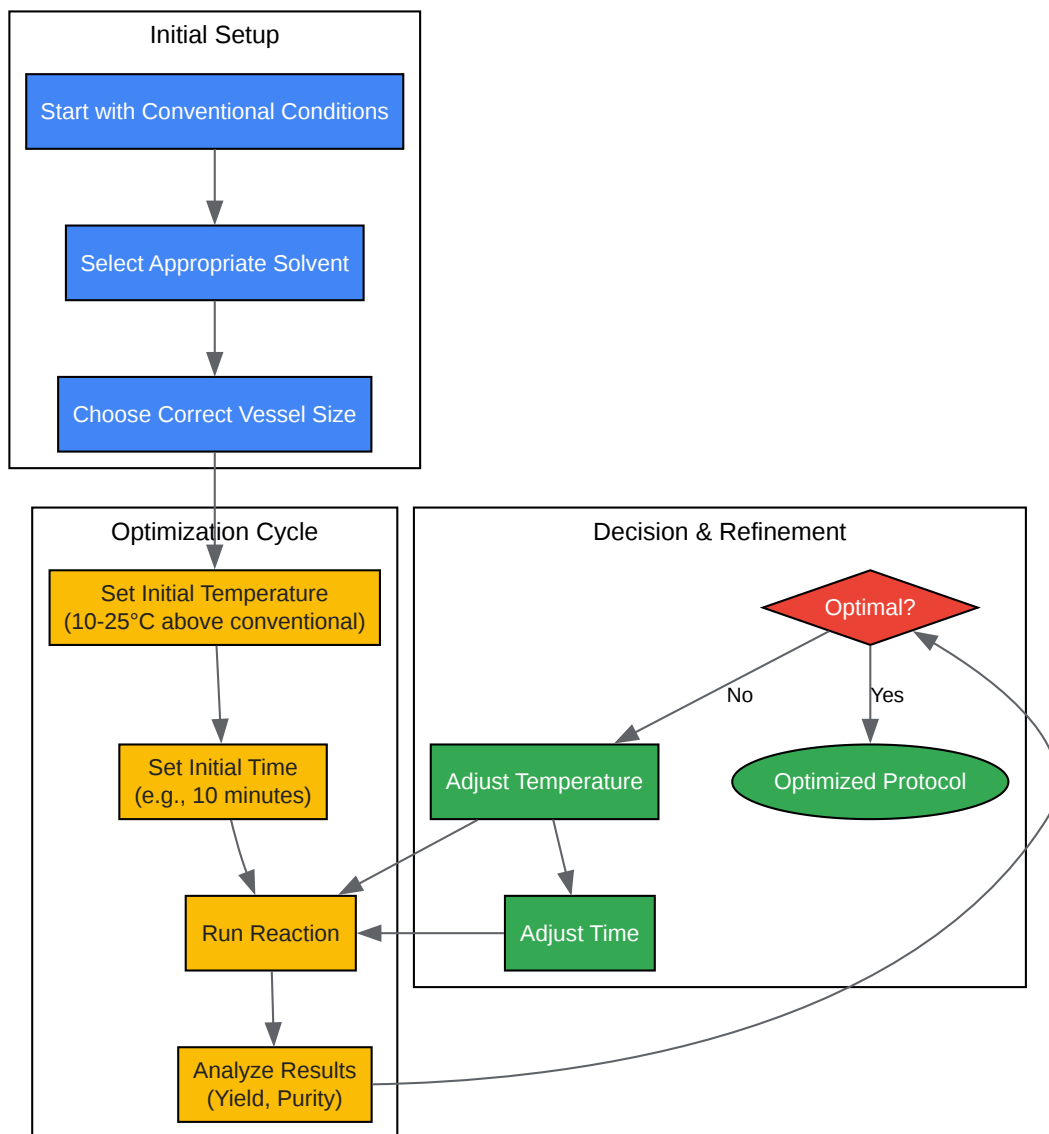 Initial Setup
Start with Conventional Conditions
Select Appropriate Solvent
Choose Correct Vessel Size
Optimization Cycle
Set Initial Temperature
(10-25°C above conventional)
Set Initial Time
(e.g., 10 minutes)
Run Reaction
Analyze Results
(Yield, Purity)
Decision & Refinement
Optimal?
No
Yes
Adjust Temperature
Optimized Protocol
Adjust Time